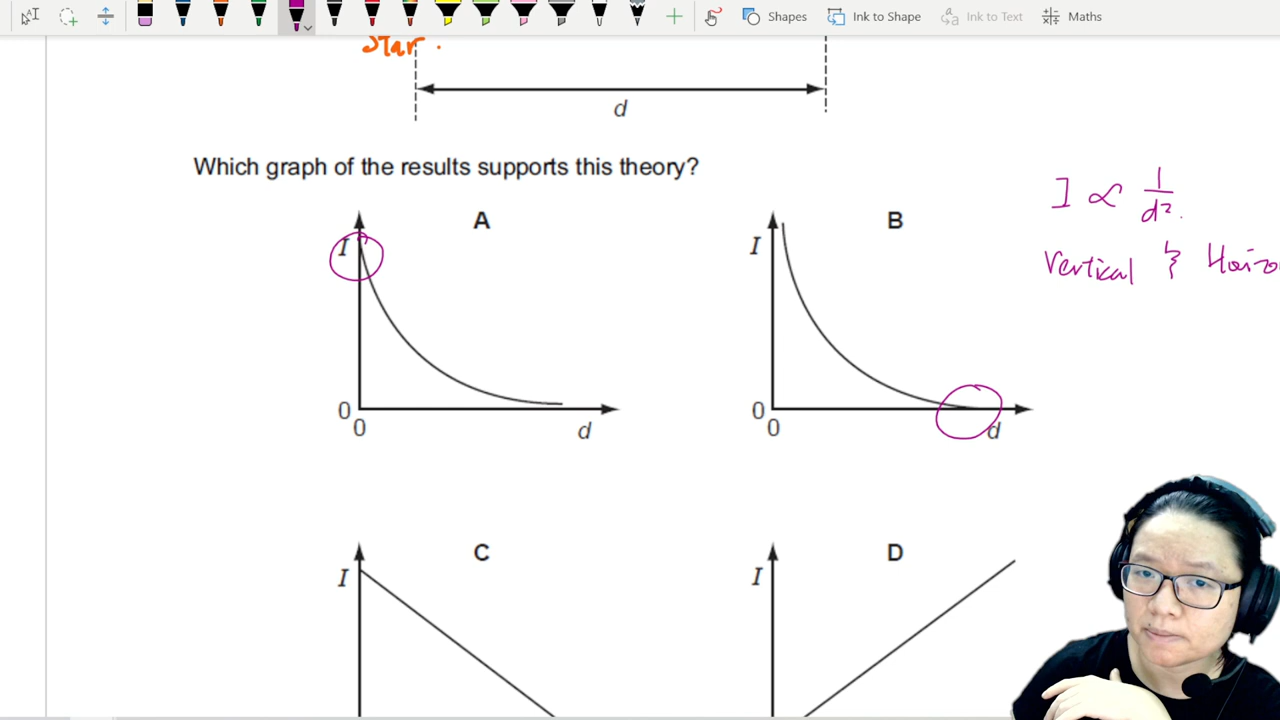 Shapes
Ink to Shape
Ink to Text
Maths
Star.
d
Which graph of the results supports this theory?
I ∝ 1/d².
Vertical & Horizo
A
I
0
0
d
B
I
0
0
d
C
I
D
I